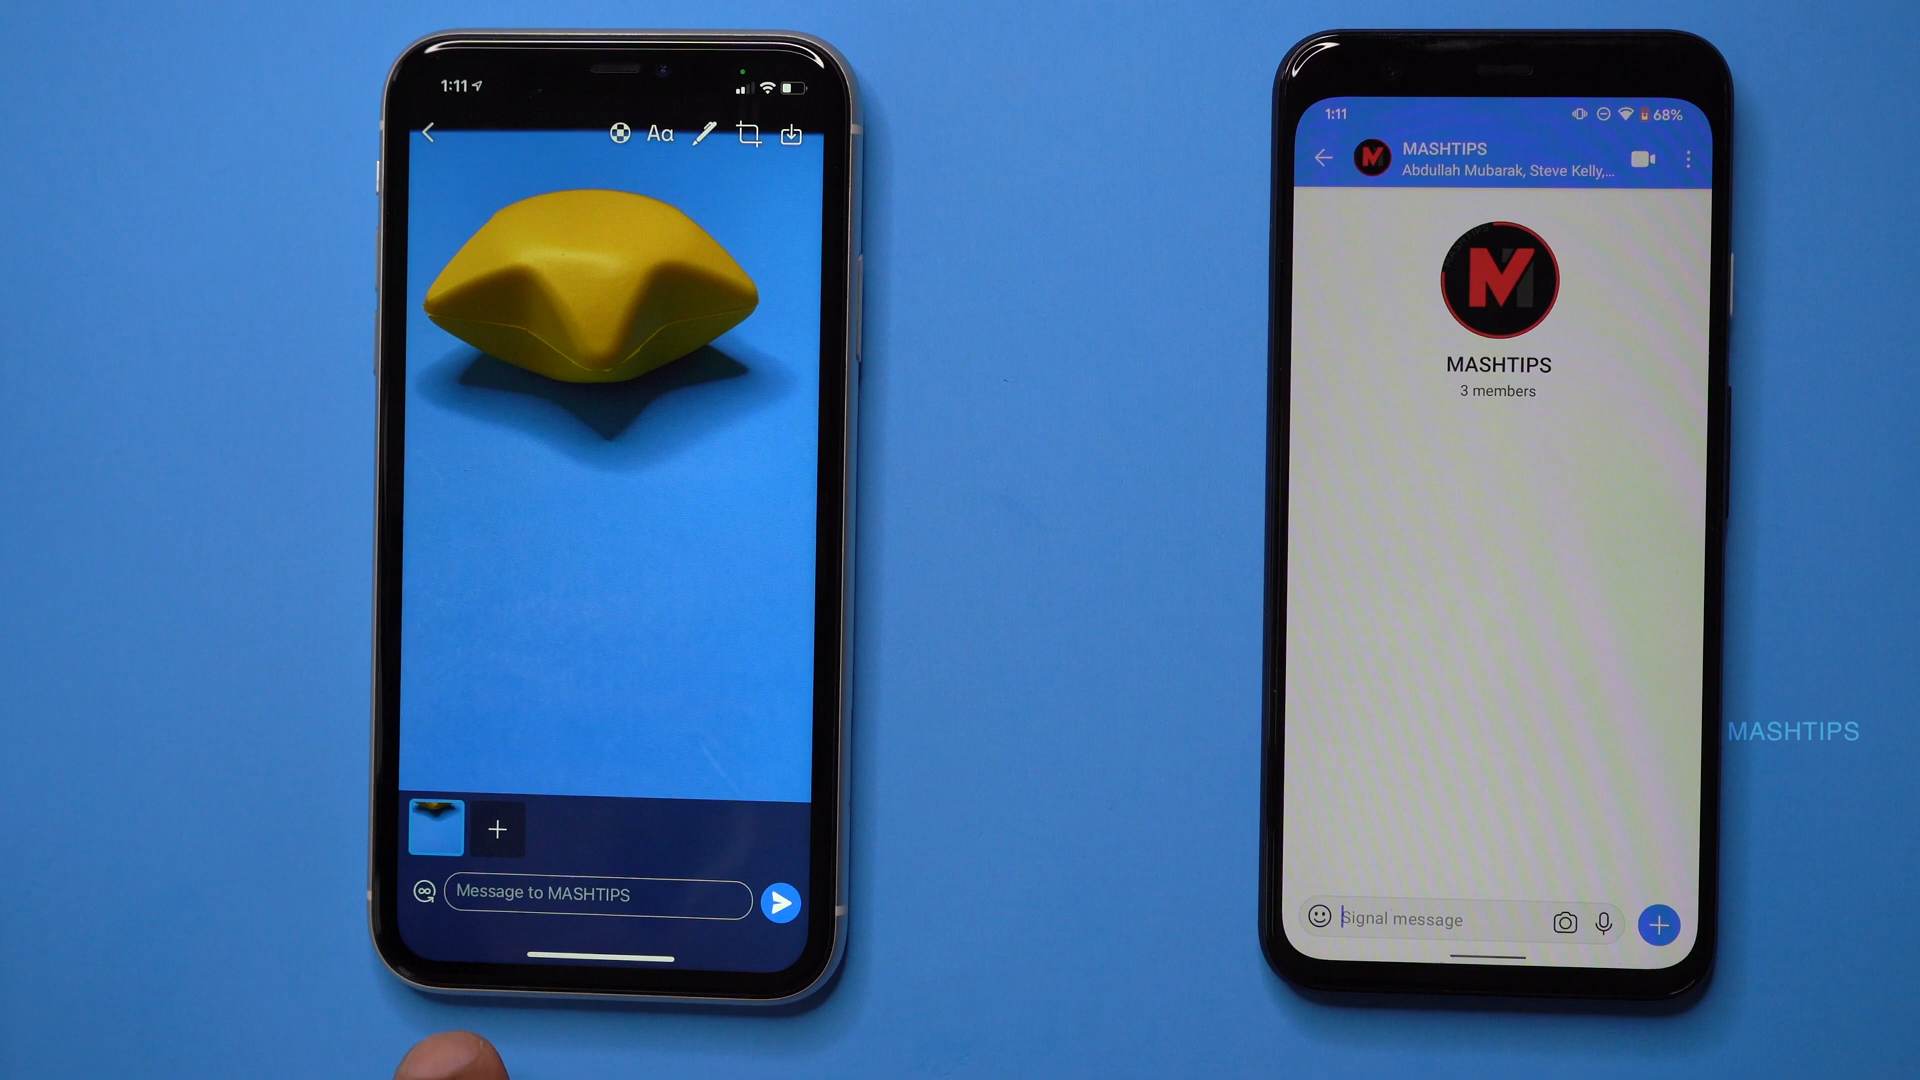 1:11
Aa
Message to MASHTIPS
1:11
68%
MASHTIPS
Abdullah Mubarak, Steve Kelly,...
M
MASHTIPS
3 members
Signal message
MASHTIPS